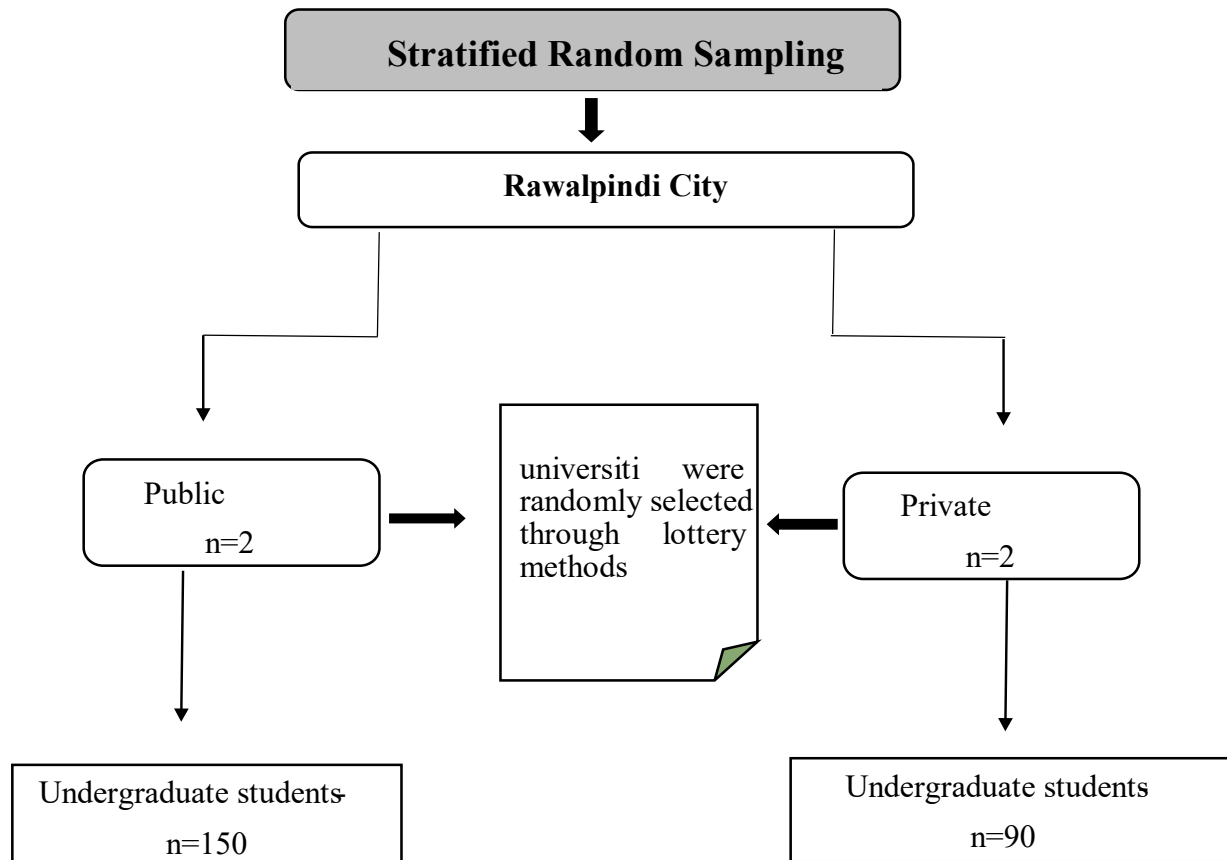 Stratified Random Sampling
Rawalpindi City
Public
n=2
universiti were
randomly selected
through lottery
methods
Private
n=2
Undergraduate students-
n=150
Undergraduate students
n=90